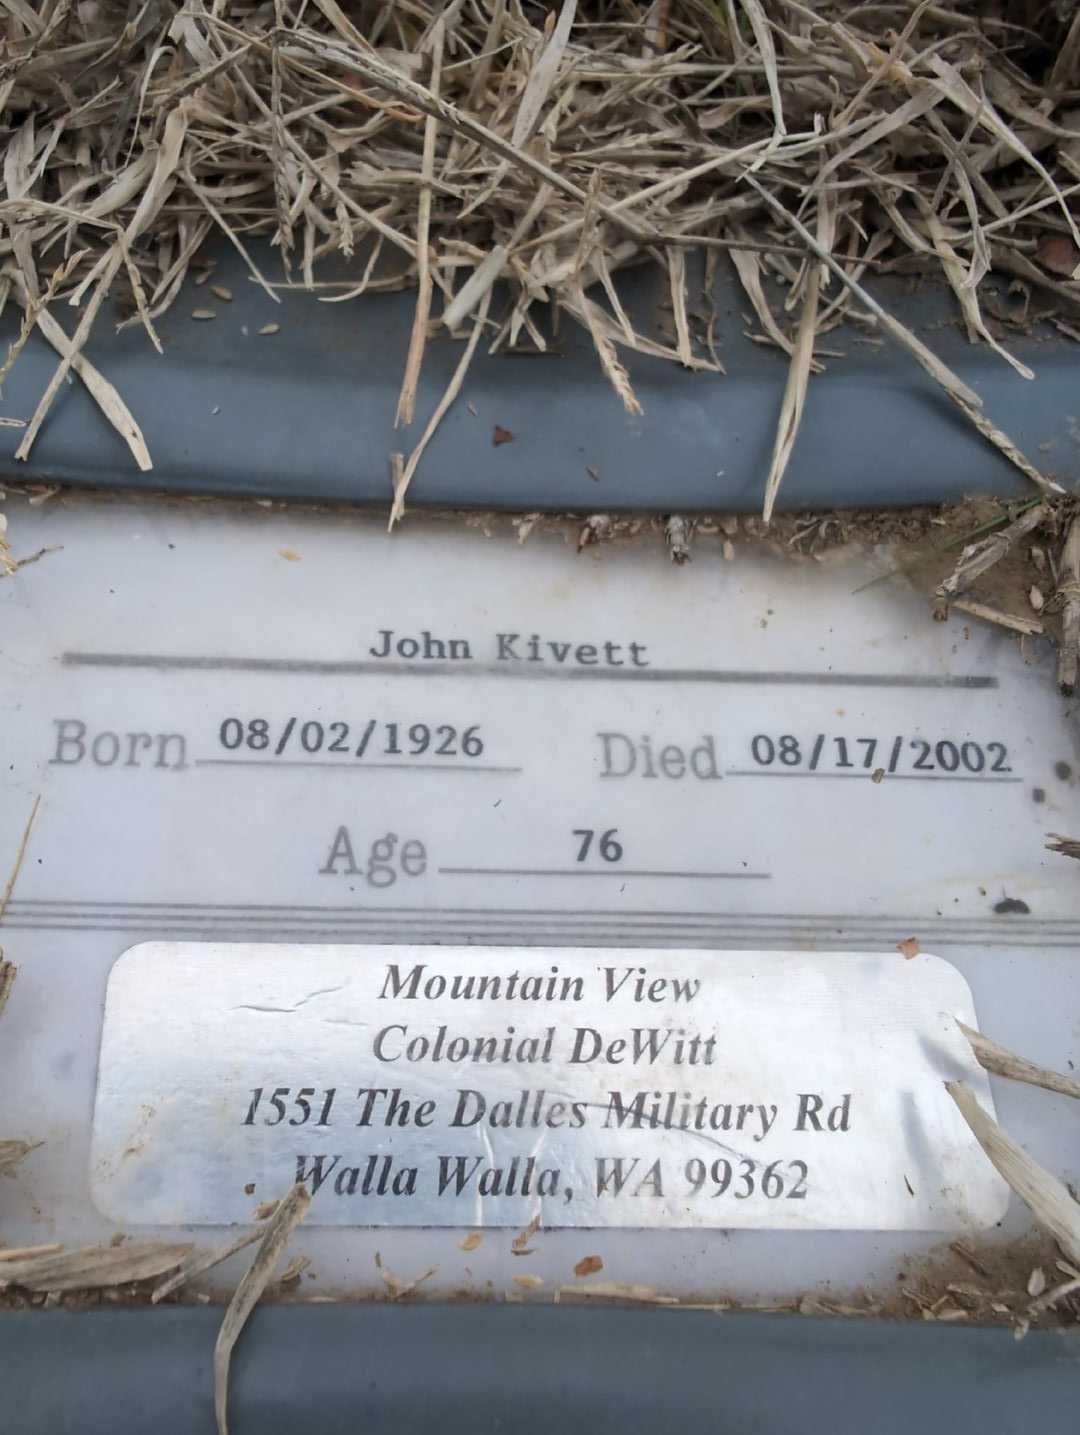 John Kivett
Born 08/02/1926 Died 08/17/2002
Age 76
Mountain View
Colonial DeWitt
1551 The Dalles Military Rd
Walla Walla, WA 99362